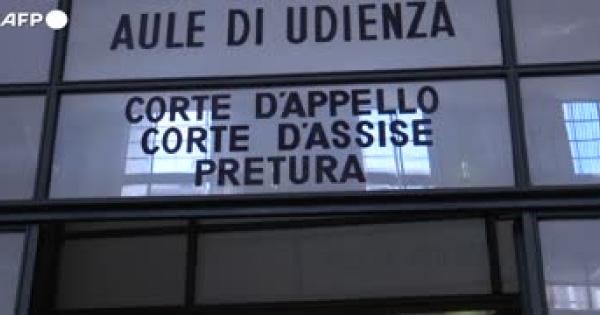 AFP
AULE DI UDIENZA
CORTE D'APPELLO
CORTE D'ASSISE
PRETURA